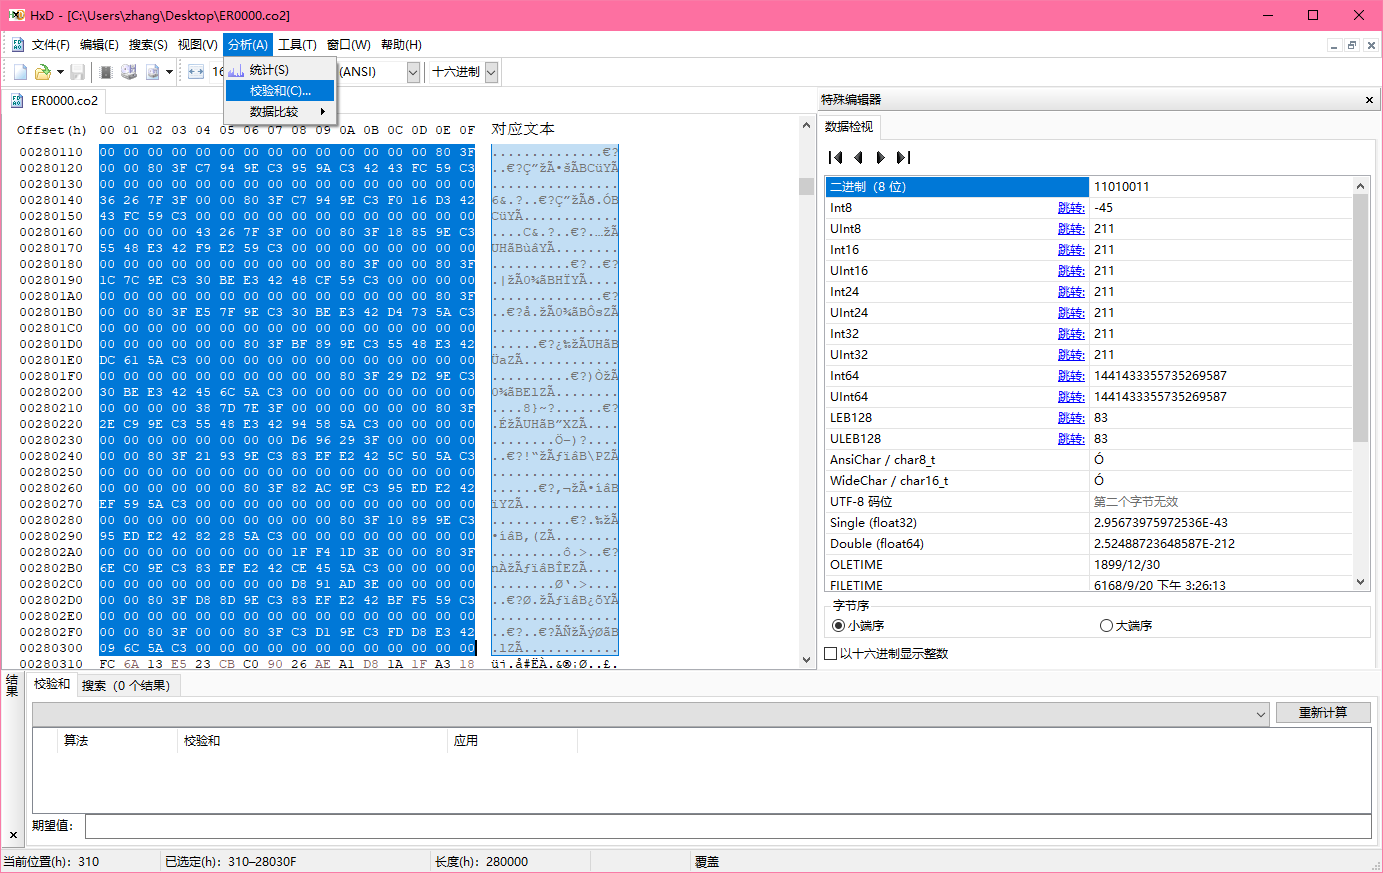 HxD - [C:\Users\zhang\Desktop\ER0000.co2]
文件(F) 编辑(E) 搜索(S) 视图(V) 分析(A) 工具(T) 窗口(W) 帮助(H)
16 (ANSI) 十六进制
统计(S)
校验和(C)...
数据比较
ER0000.co2
Offset(h) 00 01 02 03 04 05 06 07 08 09 0A 0B 0C 0D 0E 0F 对应文本
00280110 00 00 00 00 00 00 00 00 00 00 00 00 00 00 80 3F ..............€?
00280120 00 00 80 3F C7 94 9E C3 95 9A C3 42 43 FC 59 C3 ..€?Ç”žÃ•šÃBCüYÃ
00280130 00 00 00 00 00 00 00 00 00 00 00 00 00 00 00 00 ................
00280140 36 26 7F 3F 00 00 80 3F C7 94 9E C3 F0 16 D3 42 6&.?..€?Ç”žÃð.ÓB
00280150 43 FC 59 C3 00 00 00 00 00 00 00 00 00 00 00 00 CüYÃ............
00280160 00 00 00 00 43 26 7F 3F 00 00 80 3F 18 85 9E C3 ....C&.?..€?.…žÃ
00280170 55 48 E3 42 F9 E2 59 C3 00 00 00 00 00 00 00 00 UHãBùâYÃ........
00280180 00 00 00 00 00 00 00 00 00 00 80 3F 00 00 80 3F ..........€?..€?
00280190 1C 7C 9E C3 30 BE E3 42 48 CF 59 C3 00 00 00 00 .|žÃ0¾ãBHÏYÃ....
002801A0 00 00 00 00 00 00 00 00 00 00 00 00 00 00 80 3F ..............€?
002801B0 00 00 80 3F E5 7F 9E C3 30 BE E3 42 D4 73 5A C3 ..€?å.žÃ0¾ãBÔsZÃ
002801C0 00 00 00 00 00 00 00 00 00 00 00 00 00 00 00 00 ................
002801D0 00 00 00 00 00 00 80 3F BF 89 9E C3 55 48 E3 42 ......€?¿‰žÃUHãB
002801E0 DC 61 5A C3 00 00 00 00 00 00 00 00 00 00 00 00 ÜaZÃ............
002801F0 00 00 00 00 00 00 00 00 00 00 80 3F 29 D2 9E C3 ..........€?)ÒžÃ
00280200 30 BE E3 42 45 6C 5A C3 00 00 00 00 00 00 00 00 0¾ãBElZÃ........
00280210 00 00 00 00 38 7D 7E 3F 00 00 00 00 00 00 80 3F ....8}~?......€?
00280220 2E C9 9E C3 55 48 E3 42 94 58 5A C3 00 00 00 00 .ÉžÃUHãB”XZÃ....
00280230 00 00 00 00 00 00 00 00 D6 96 29 3F 00 00 00 00 ........Ö–)?....
00280240 00 00 80 3F 21 93 9E C3 83 EF E2 42 5C 50 5A C3 ..€?!“žÃƒïâB\PZÃ
00280250 00 00 00 00 00 00 00 00 00 00 00 00 00 00 00 00 ................
00280260 00 00 00 00 00 00 80 3F 82 AC 9E C3 95 ED E2 42 ......€?‚¬žÃ•íâB
00280270 EF 59 5A C3 00 00 00 00 00 00 00 00 00 00 00 00 ïYZÃ............
00280280 00 00 00 00 00 00 00 00 00 00 80 3F 10 89 9E C3 ..........€?.‰žÃ
00280290 95 ED E2 42 82 28 5A C3 00 00 00 00 00 00 00 00 •íâB‚(ZÃ........
002802A0 00 00 00 00 00 00 00 00 1F F4 1D 3E 00 00 80 3F .........ô.>..€?
002802B0 6E C0 9E C3 83 EF E2 42 CE 45 5A C3 00 00 00 00 nÀžÃƒïâBÎEZÃ....
002802C0 00 00 00 00 00 00 00 00 D8 91 AD 3E 00 00 00 00 ........Ø‘.>....
002802D0 00 00 80 3F D8 8D 9E C3 83 EF E2 42 BF F5 59 C3 ..€?Ø.žÃƒïâB¿õYÃ
002802E0 00 00 00 00 00 00 00 00 00 00 00 00 00 00 00 00 ................
002802F0 00 00 80 3F 00 00 80 3F C3 D1 9E C3 FD D8 E3 42 ..€?..€?ÃÑžÃýØãB
00280300 09 6C 5A C3 00 00 00 00 00 00 00 00 00 00 00 00 .lZÃ............
00280310 FC 6A 13 E5 23 CB C0 90 26 AE A1 D8 1A 1F A3 18 üj.å#ËÀ.&®¡Ø..£.
特殊编辑器
数据检视
二进制（8 位） 11010011
Int8 跳转: -45
UInt8 跳转: 211
Int16 跳转: 211
UInt16 跳转: 211
Int24 跳转: 211
UInt24 跳转: 211
Int32 跳转: 211
UInt32 跳转: 211
Int64 跳转: 1441433355735269587
UInt64 跳转: 1441433355735269587
LEB128 跳转: 83
ULEB128 跳转: 83
AnsiChar / char8_t Ó
WideChar / char16_t Ó
UTF-8 码位 第二个字节无效
Single (float32) 2.95673975972536E-43
Double (float64) 2.52488723648587E-212
OLETIME 1899/12/30
FILETIME 6168/9/20 下午 3:26:13
字节序
小端序 大端序
以十六进制显示整数
结果
校验和 搜索（0 个结果）
重新计算
算法 校验和 应用
期望值：
当前位置(h): 310 已选定(h): 310–28030F 长度(h): 280000 覆盖